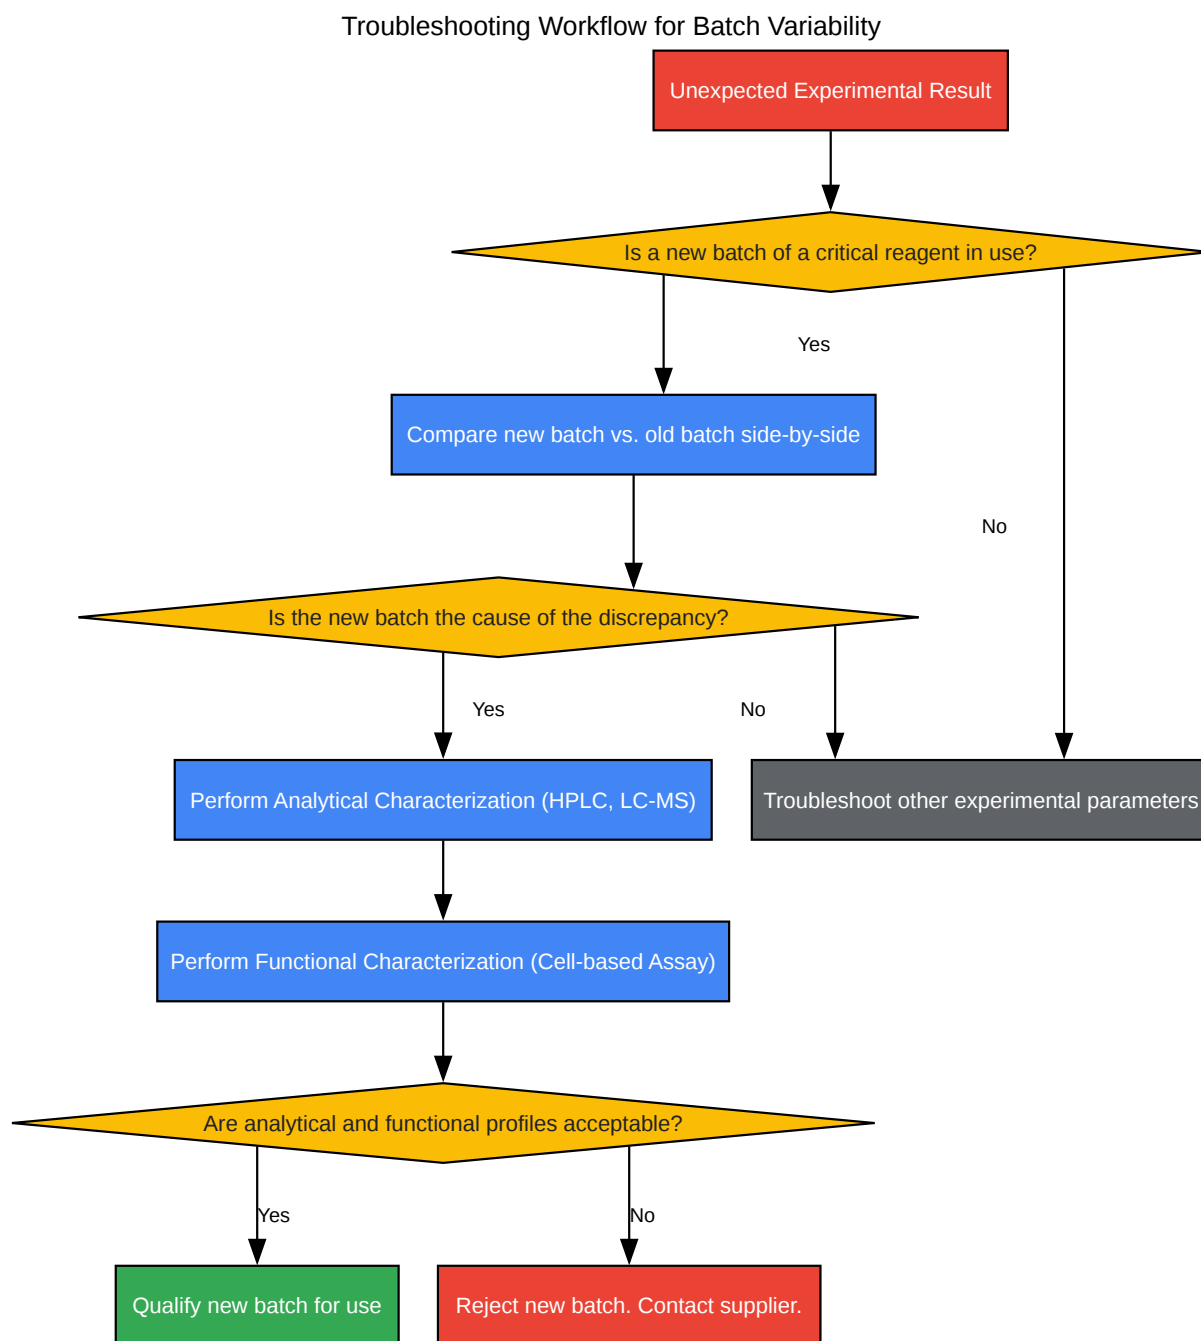 Troubleshooting Workflow for Batch Variability
Unexpected Experimental Result
Is a new batch of a critical reagent in use?
Yes
Compare new batch vs. old batch side-by-side
No
Is the new batch the cause of the discrepancy?
Yes
No
Perform Analytical Characterization (HPLC, LC-MS)
Troubleshoot other experimental parameters
Perform Functional Characterization (Cell-based Assay)
Are analytical and functional profiles acceptable?
Yes
No
Qualify new batch for use
Reject new batch. Contact supplier.